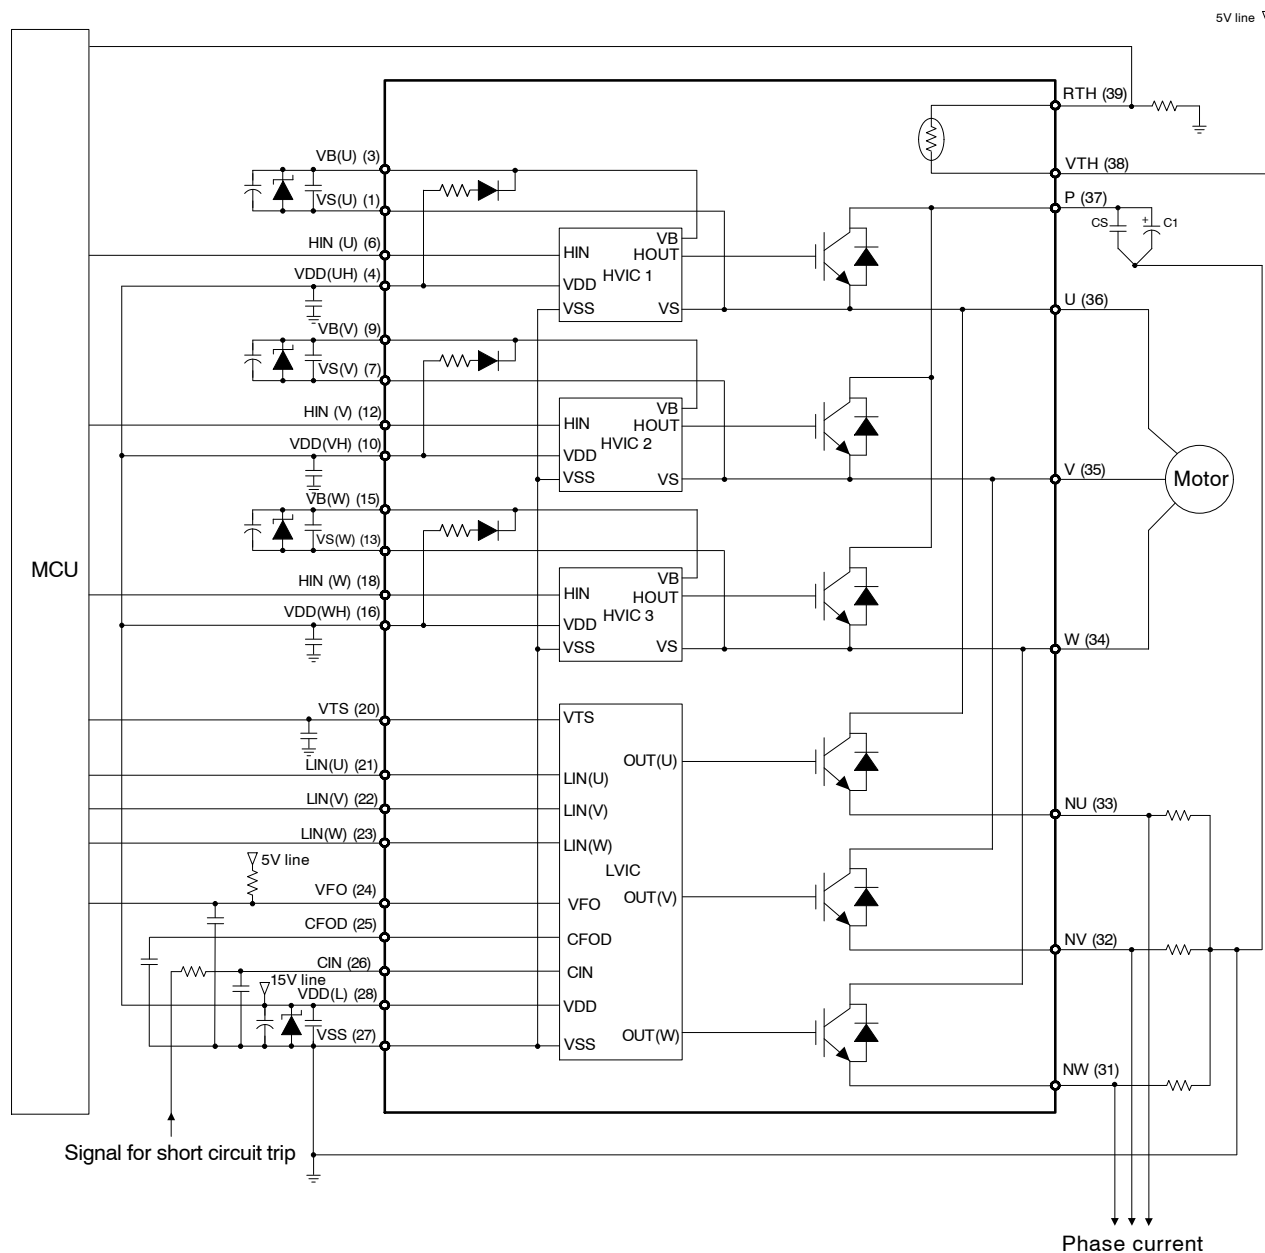 5V line
RTH (39)
VTH (38)
P (37)
CS
+
C1
VB(U) (3)
VS(U) (1)
HIN (U) (6)
VDD(UH) (4)
HIN
VDD
VSS
VB
HOUT
HVIC 1
VS
U (36)
VB(V) (9)
VS(V) (7)
HIN (V) (12)
VDD(VH) (10)
HIN
VDD
VSS
VB
HOUT
HVIC 2
VS
V (35)
Motor
VB(W) (15)
VS(W) (13)
MCU
HIN (W) (18)
VDD(WH) (16)
HIN
VDD
VSS
VB
HOUT
HVIC 3
VS
W (34)
VTS (20)
LIN(U) (21)
LIN(V) (22)
LIN(W) (23)
5V line
VFO (24)
CFOD (25)
CIN (26)
15V line
VDD(L) (28)
VSS (27)
VTS
LIN(U)
LIN(V)
LIN(W)
LVIC
VFO
CFOD
CIN
VDD
VSS
OUT(U)
OUT(V)
OUT(W)
NU (33)
NV (32)
NW (31)
Signal for short circuit trip
Phase current